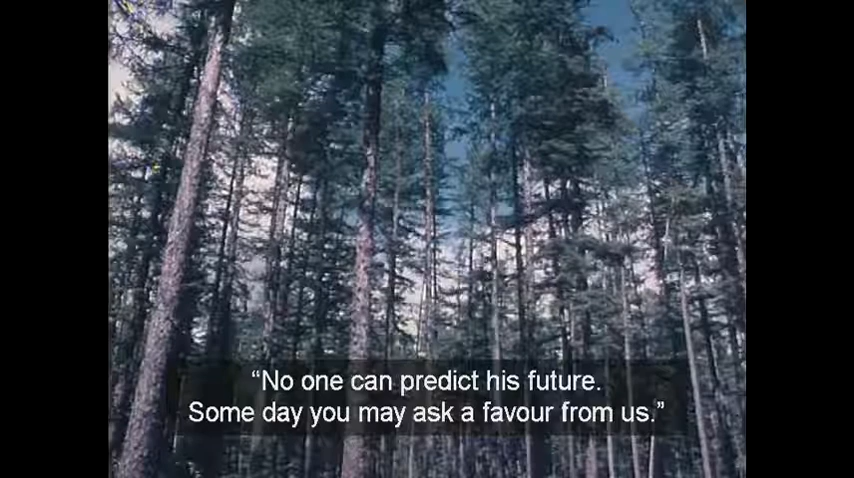 “No one can predict his future.
Some day you may ask a favour from us.”